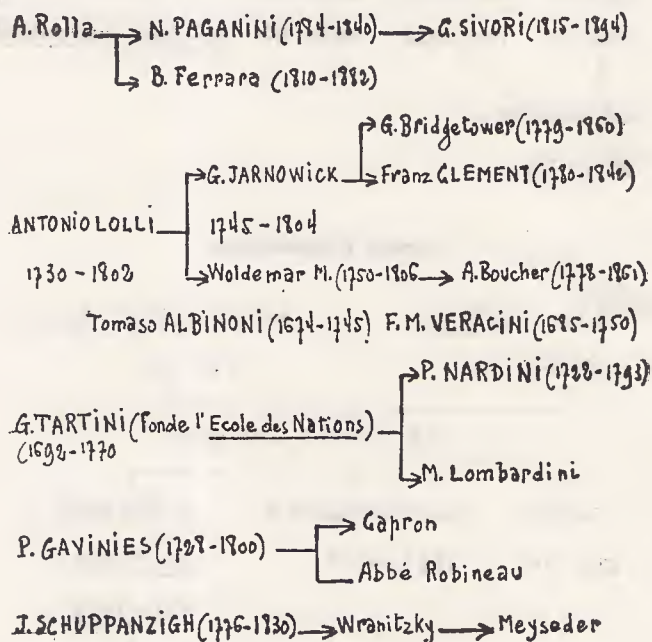 A. Rolla → N. PAGANINI (1784-1840) → G. SIVORI (1815-1894)
→ B. Ferrara (1810-1882)
→ G. Bridgetower (1779-1860)
→ G. JARNOWICK → Franz CLEMENT (1780-1842)
ANTONIO LOLLI 1745-1804
1730-1802 → Woldemar M. (1750-1806 → A. Boucher (1778-1861)
Tomaso ALBINONI (1674-1745) F.M. VERACINI (1685-1750)
→ P. NARDINI (1722-1793)
G. TARTINI (Fonde l'Ecole des Nations)
(1692-1770
→ M. Lombardini
→ Capron
P. GAVINIES (1728-1800)
Abbé Robineau
I. SCHUPPANZIGH (1776-1830) → Wranitzky → Meyseder